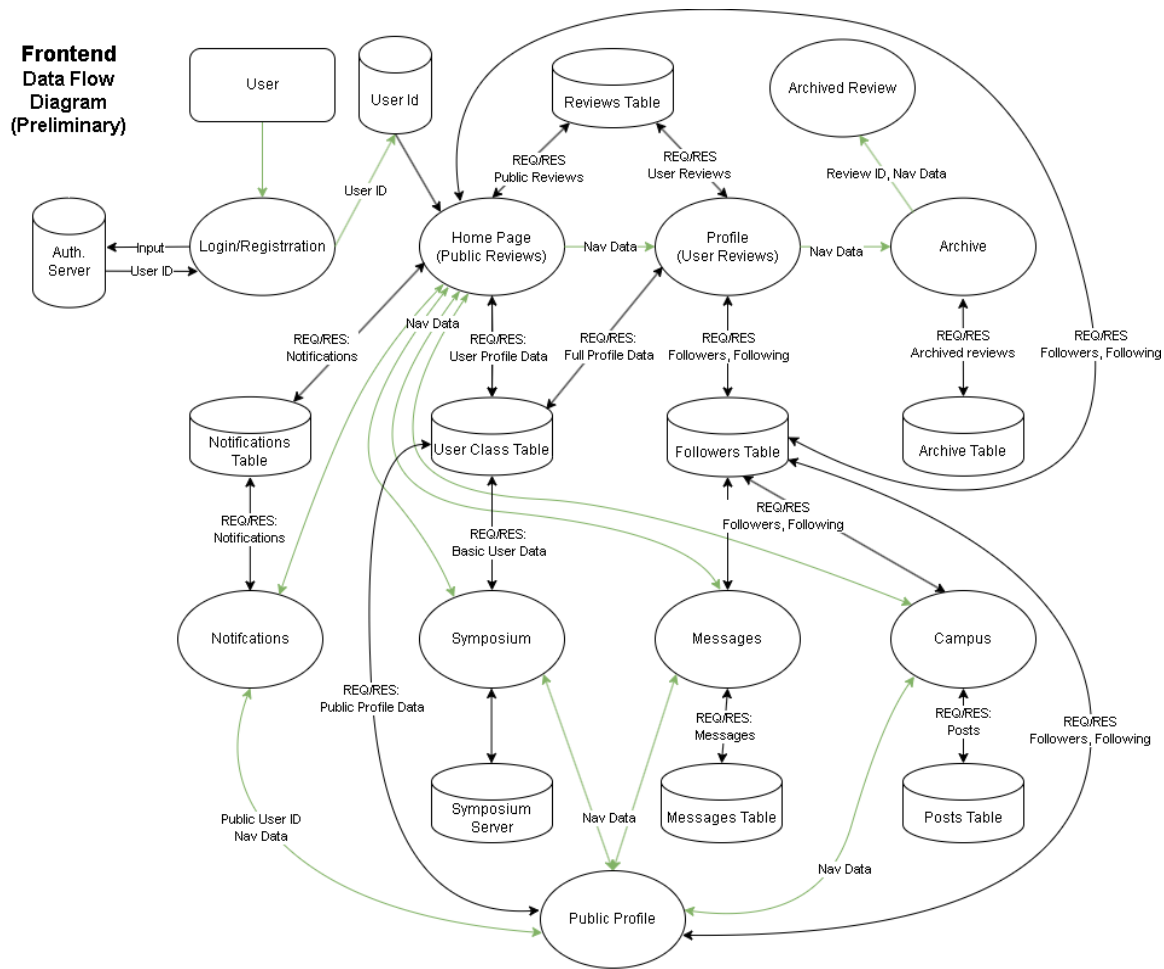 Frontend
Data Flow
Diagram
(Preliminary)
User
User Id
Reviews Table
Archived Review
REQ/RES
Public Reviews
REQ/RES
User Reviews
Review ID, Nav Data
User ID
Auth.
Server
Input
User ID
Login/Registrration
Home Page
(Public Reviews)
Nav Data
Profile
(User Reviews)
Nav Data
Archive
Nav Data
REQ/RES:
Notifications
REQ/RES:
User Profile Data
REQ/RES:
Full Profile Data
REQ/RES
Followers, Following
REQ/RES
Archived reviews
REQ/RES
Followers, Following
Notifications
Table
User Class Table
Followers Table
Archive Table
REQ/RES:
Notifications
REQ/RES:
Basic User Data
REQ/RES
Followers, Following
Notifcations
Symposium
Messages
Campus
REQ/RES:
Public Profile Data
REQ/RES:
Messages
REQ/RES:
Posts
REQ/RES
Followers, Following
Symposium
Server
Messages Table
Posts Table
Public User ID
Nav Data
Nav Data
Nav Data
Public Profile